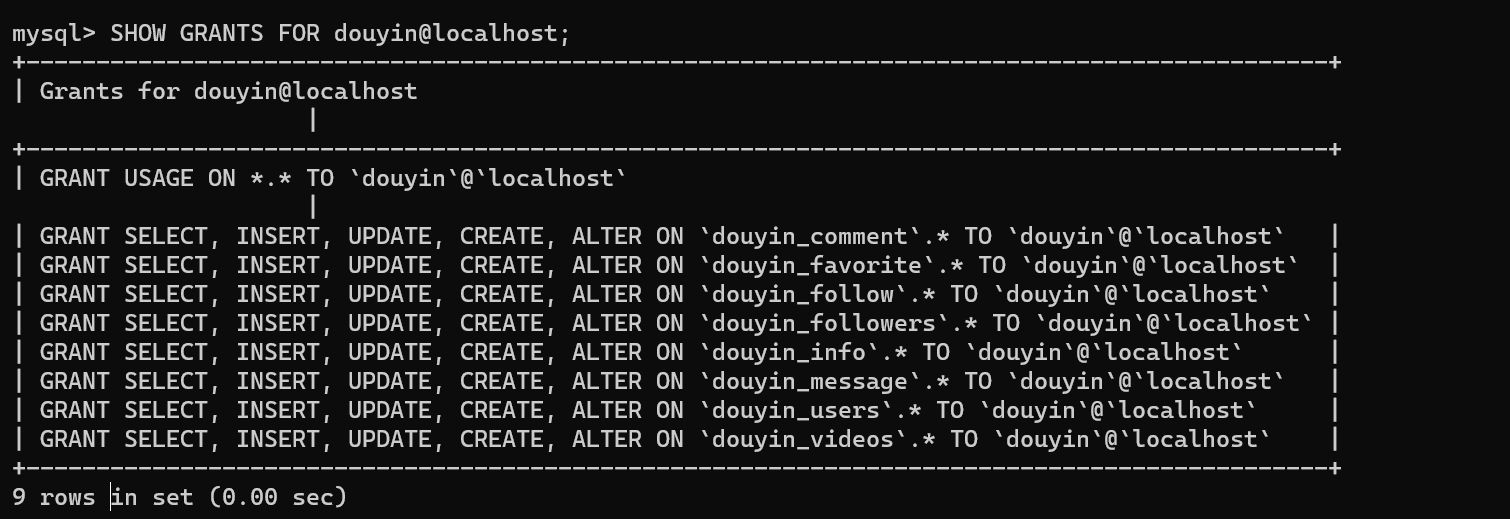 mysql> SHOW GRANTS FOR douyin@localhost;
+---------------------------------------------------------------------------------------------+
| Grants for douyin@localhost
                     |
+---------------------------------------------------------------------------------------------+
| GRANT USAGE ON *.* TO `douyin`@`localhost`
                     |
| GRANT SELECT, INSERT, UPDATE, CREATE, ALTER ON `douyin_comment`.* TO `douyin`@`localhost`   |
| GRANT SELECT, INSERT, UPDATE, CREATE, ALTER ON `douyin_favorite`.* TO `douyin`@`localhost`  |
| GRANT SELECT, INSERT, UPDATE, CREATE, ALTER ON `douyin_follow`.* TO `douyin`@`localhost`    |
| GRANT SELECT, INSERT, UPDATE, CREATE, ALTER ON `douyin_followers`.* TO `douyin`@`localhost` |
| GRANT SELECT, INSERT, UPDATE, CREATE, ALTER ON `douyin_info`.* TO `douyin`@`localhost`      |
| GRANT SELECT, INSERT, UPDATE, CREATE, ALTER ON `douyin_message`.* TO `douyin`@`localhost`   |
| GRANT SELECT, INSERT, UPDATE, CREATE, ALTER ON `douyin_users`.* TO `douyin`@`localhost`     |
| GRANT SELECT, INSERT, UPDATE, CREATE, ALTER ON `douyin_videos`.* TO `douyin`@`localhost`    |
+---------------------------------------------------------------------------------------------+
9 rows in set (0.00 sec)